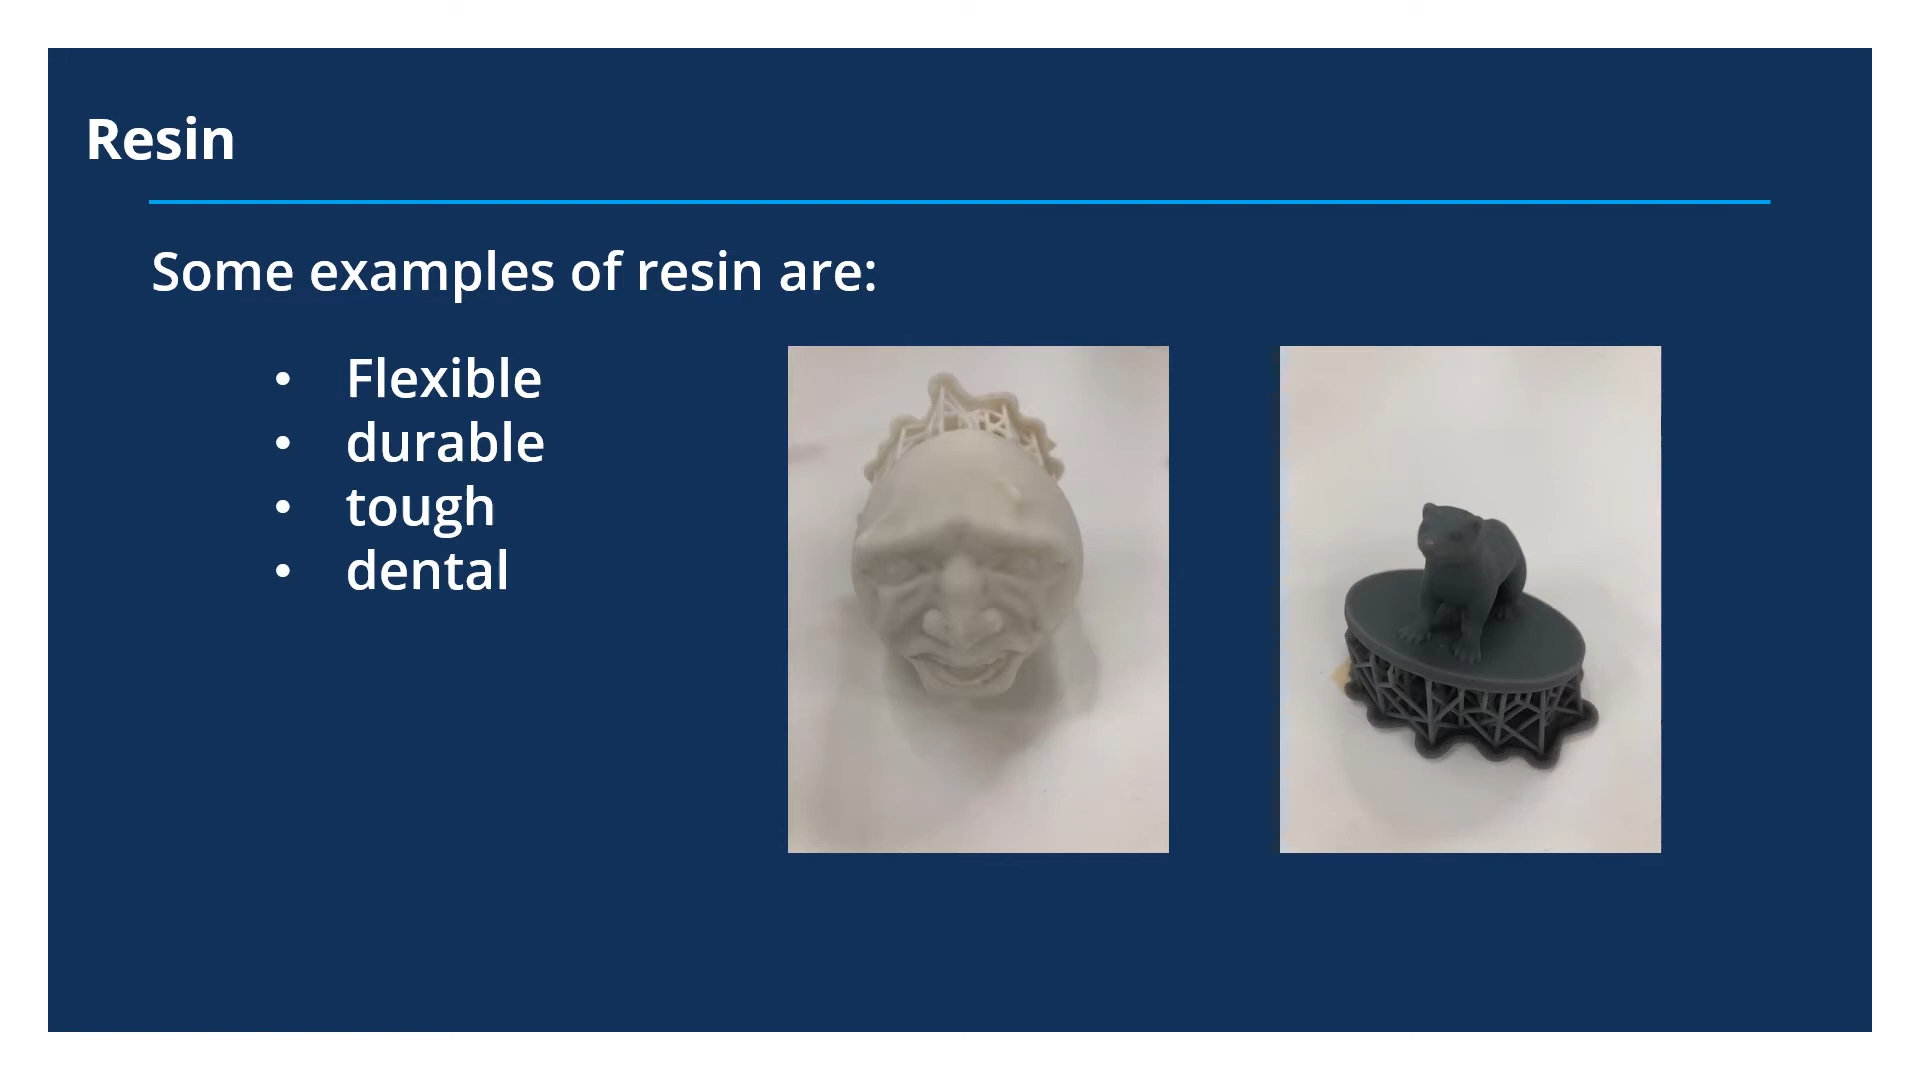 Resin
Some examples of resin are:
• Flexible
• durable
• tough
• dental